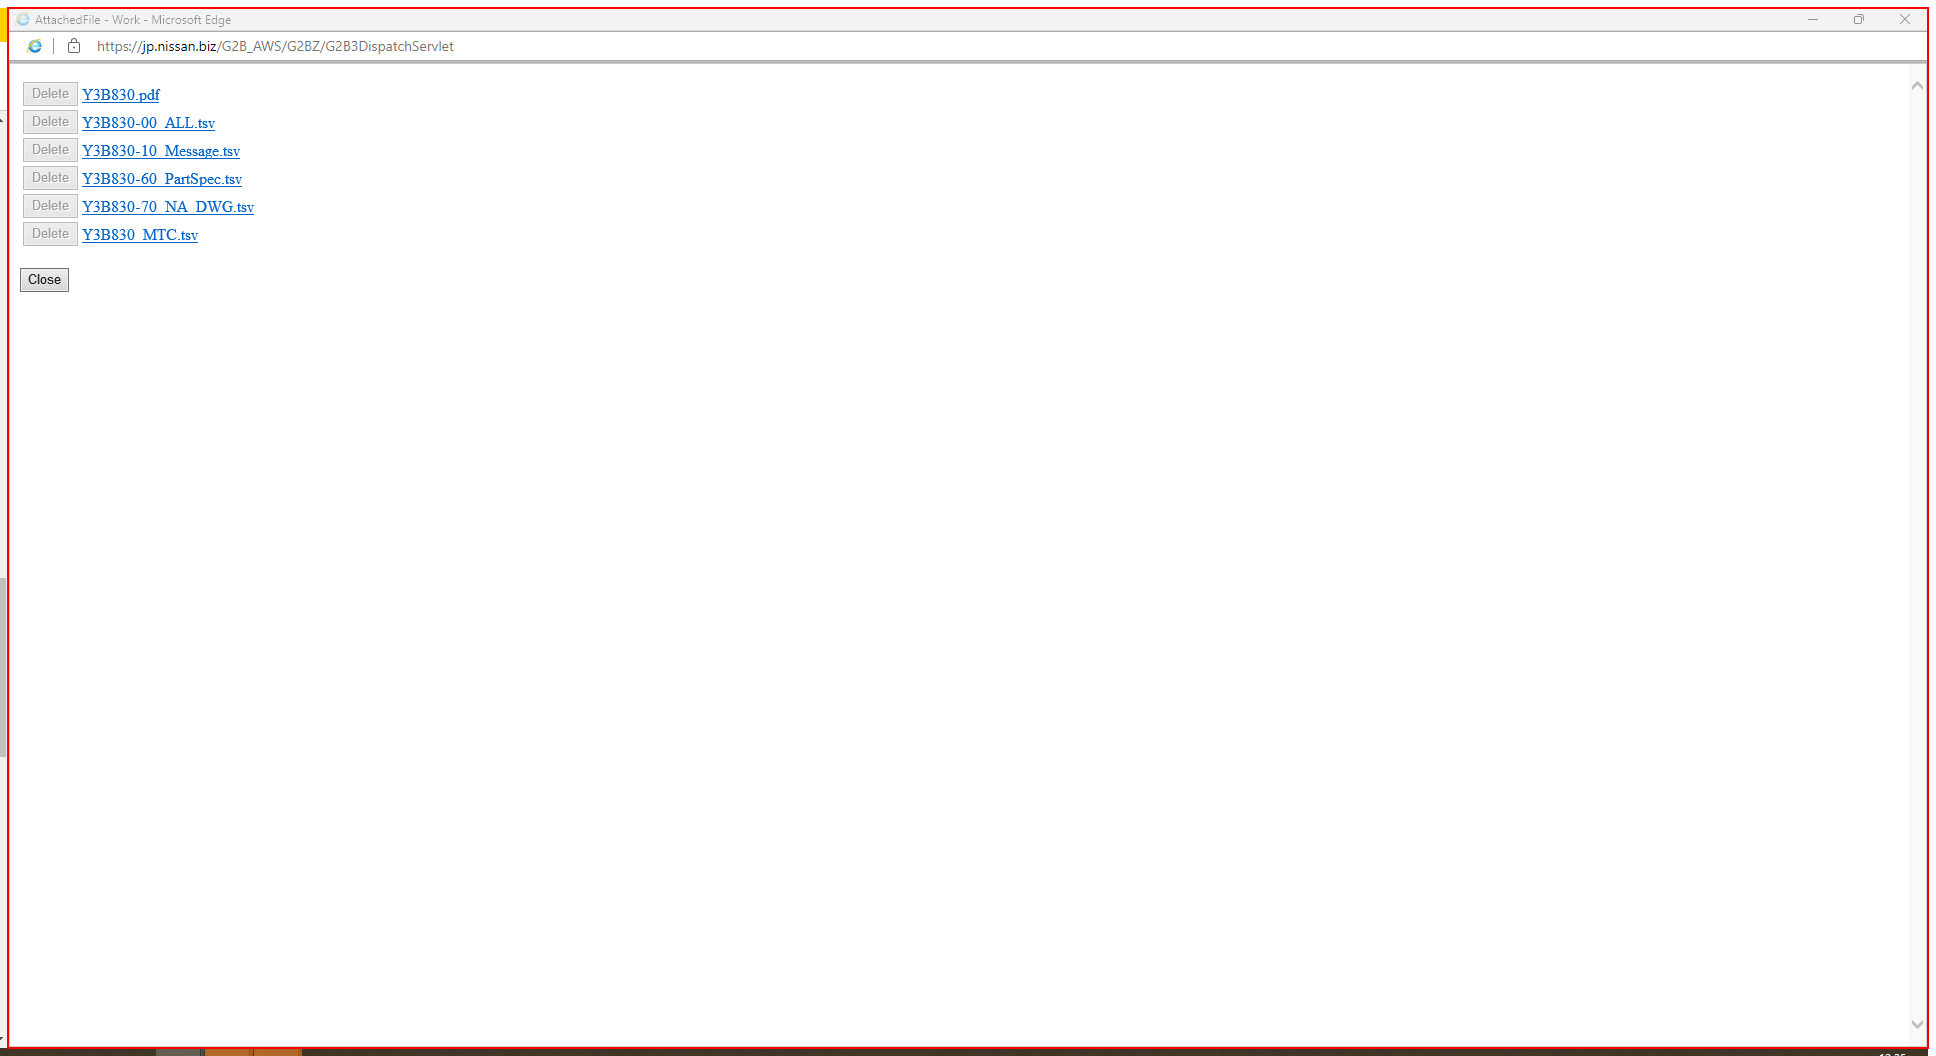 AttachedFile - Work - Microsoft Edge
https://jp.nissan.biz/G2B_AWS/G2BZ/G2B3DispatchServlet
Delete Y3B830.pdf
Delete Y3B830-00_ALL.tsv
Delete Y3B830-10_Message.tsv
Delete Y3B830-60_PartSpec.tsv
Delete Y3B830-70_NA_DWG.tsv
Delete Y3B830_MTC.tsv
Close